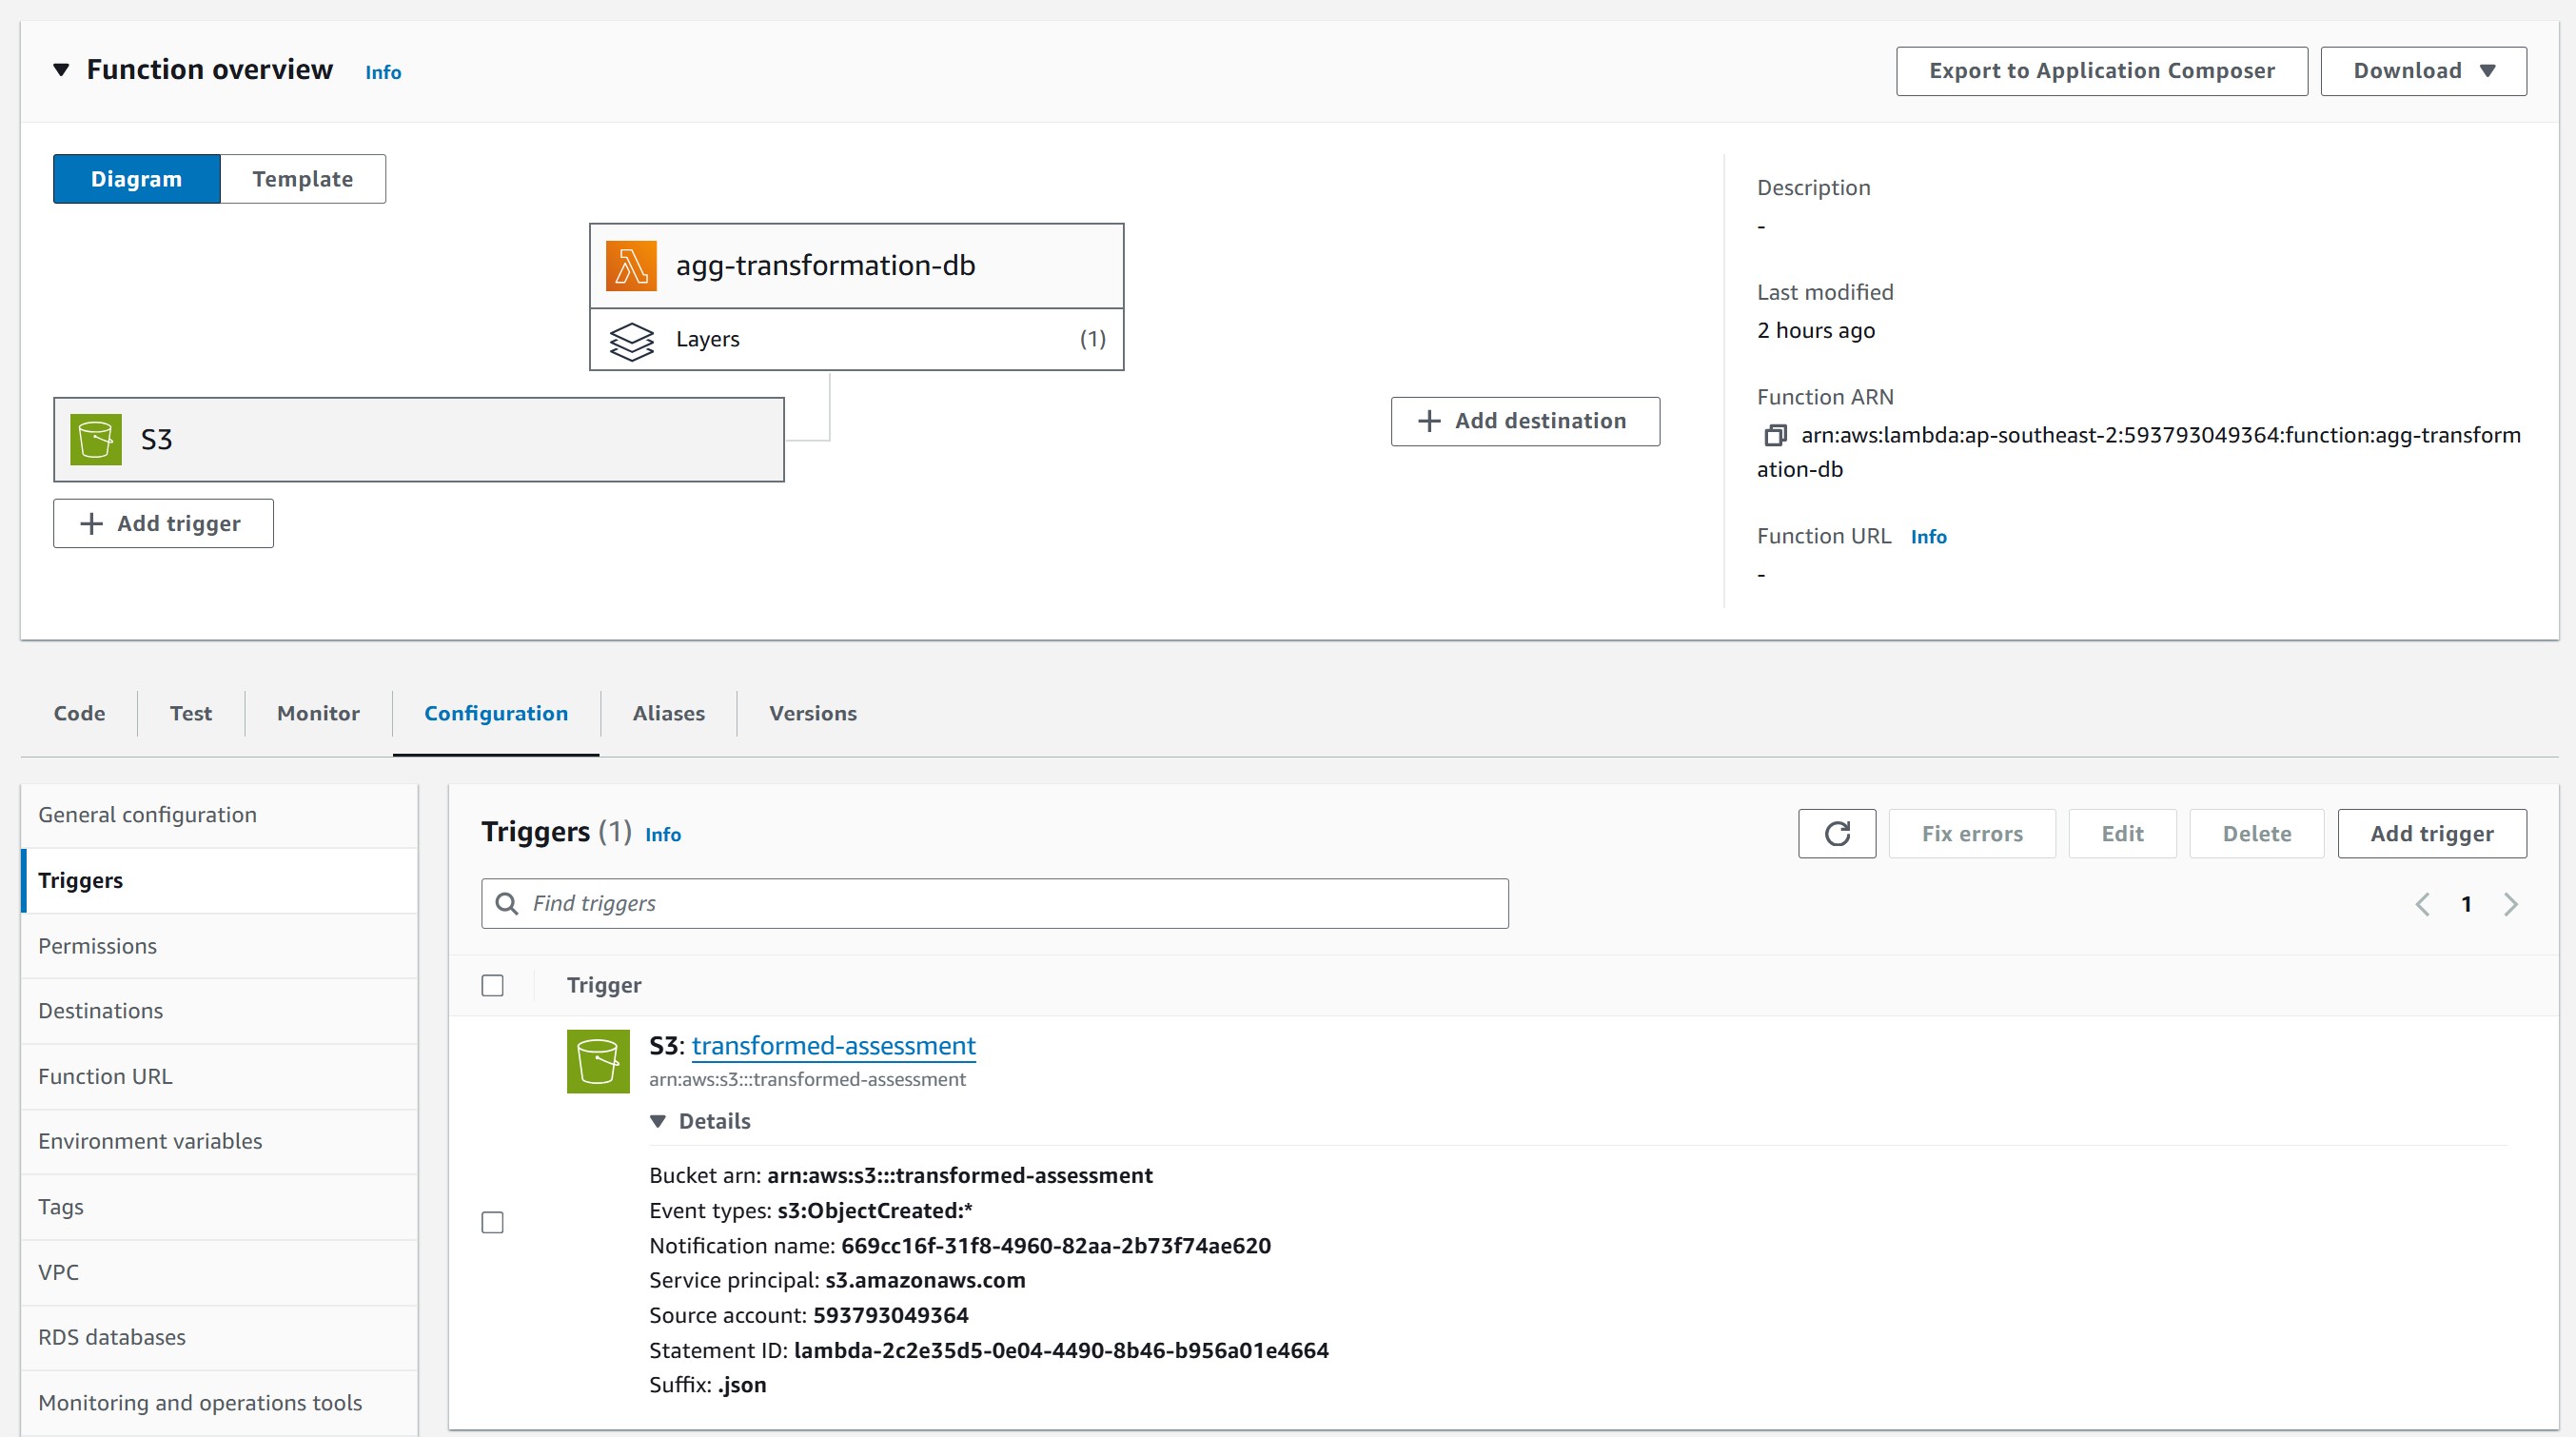 Function overview Info
Export to Application Composer
Download
Diagram
Template
agg-transformation-db
Layers (1)
S3
Add trigger
Add destination
Description
-
Last modified
2 hours ago
Function ARN
arn:aws:lambda:ap-southeast-2:593793049364:function:agg-transform
ation-db
Function URL Info
-
Code
Test
Monitor
Configuration
Aliases
Versions
General configuration
Triggers
Permissions
Destinations
Function URL
Environment variables
Tags
VPC
RDS databases
Monitoring and operations tools
Triggers (1) Info
Fix errors
Edit
Delete
Add trigger
Find triggers
1
Trigger
S3: transformed-assessment
arn:aws:s3:::transformed-assessment
Details
Bucket arn: arn:aws:s3:::transformed-assessment
Event types: s3:ObjectCreated:*
Notification name: 669cc16f-31f8-4960-82aa-2b73f74ae620
Service principal: s3.amazonaws.com
Source account: 593793049364
Statement ID: lambda-2c2e35d5-0e04-4490-8b46-b956a01e4664
Suffix: .json